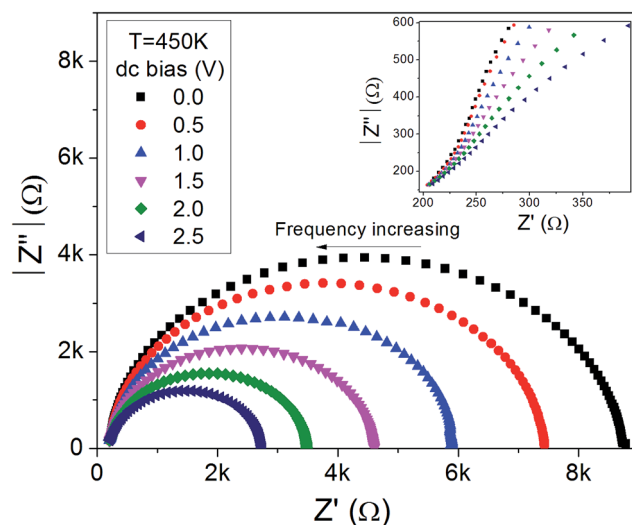 8k
6k
4k
2k
0
|Z"| (Ω)
T=450K
dc bias (V)
0.0
0.5
1.0
1.5
2.0
2.5
Frequency increasing
0 2k 4k 6k 8k
Z' (Ω)
600
500
400
300
200
|Z"| (Ω)
200 250 300 350
Z' (Ω)